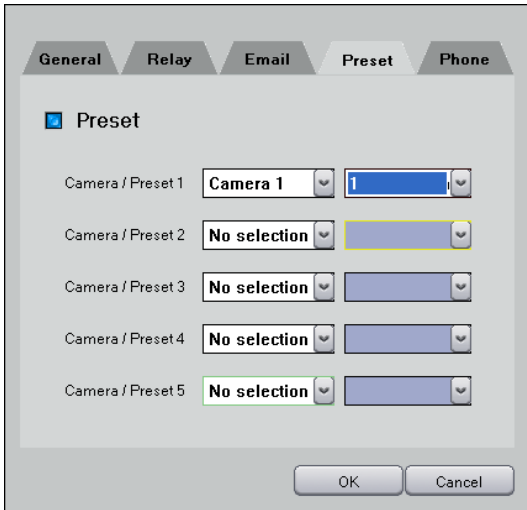 General Relay Email Preset Phone
Preset
Camera / Preset 1 Camera 1 1
Camera / Preset 2 No selection
Camera / Preset 3 No selection
Camera / Preset 4 No selection
Camera / Preset 5 No selection
OK Cancel